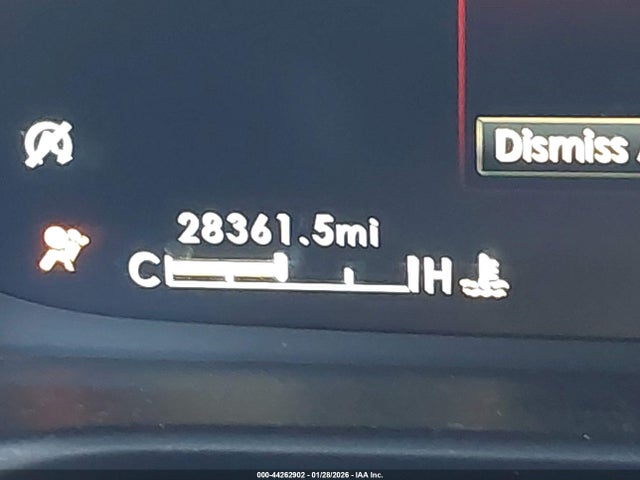 Dismiss
28361.5mi
C H
000-44262902 - 01/28/2026 - IAA Inc.